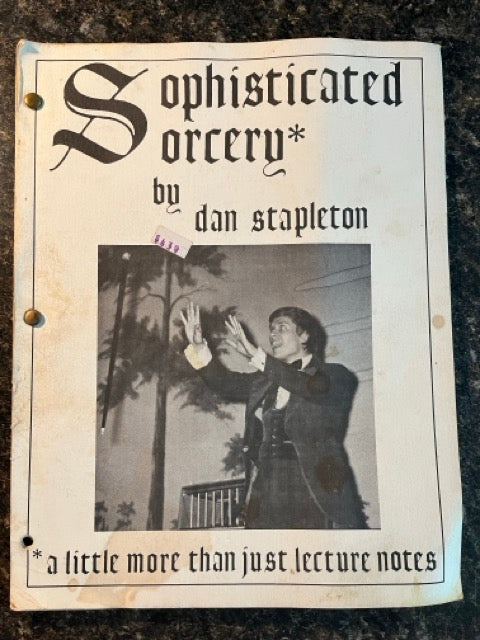 Sophisticated
Sorcery*
by
dan stapleton
*a little more than just lecture notes